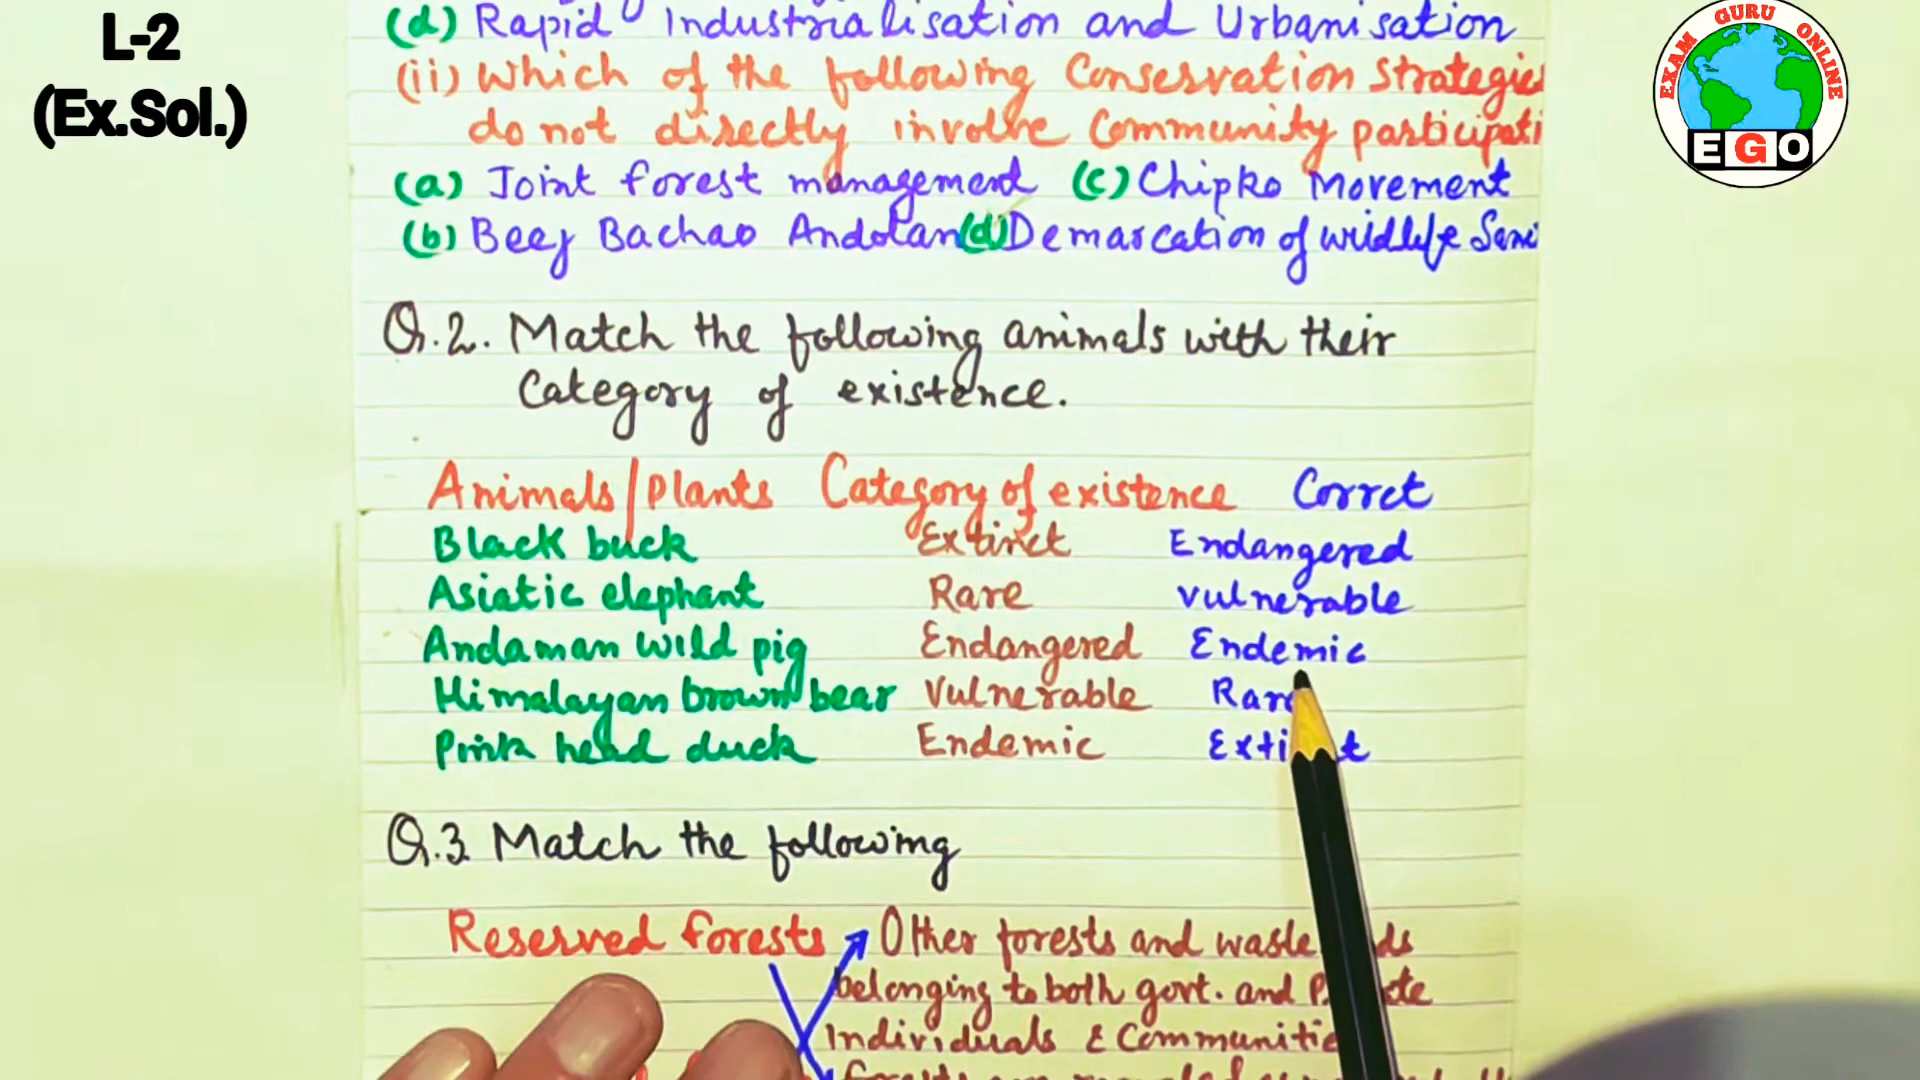 L-2
(Ex.Sol.)
EXAM GURU ONLINE
EGO
(d) Rapid Industrialisation and Urbanisation
(ii) Which of the following Conservation Strategies
do not directly involve Community participati
(a) Joint forest management (c) Chipko Movement
(b) Beej Bachao Andolan (d) Demarcation of wildlife Sanc
Q.2. Match the following animals with their
Category of existence.
Animals/Plants Category of existence Corret
Black buck Extinct Endangered
Asiatic elephant Rare vulnerable
Andaman wild pig Endangered Endemic
Himalayan brown bear Vulnerable Rare
Pink head duck Endemic Extinct
Q.3 Match the following
Reserved forests Other forests and waste
belonging to both govt. and
Individuals & Communitie